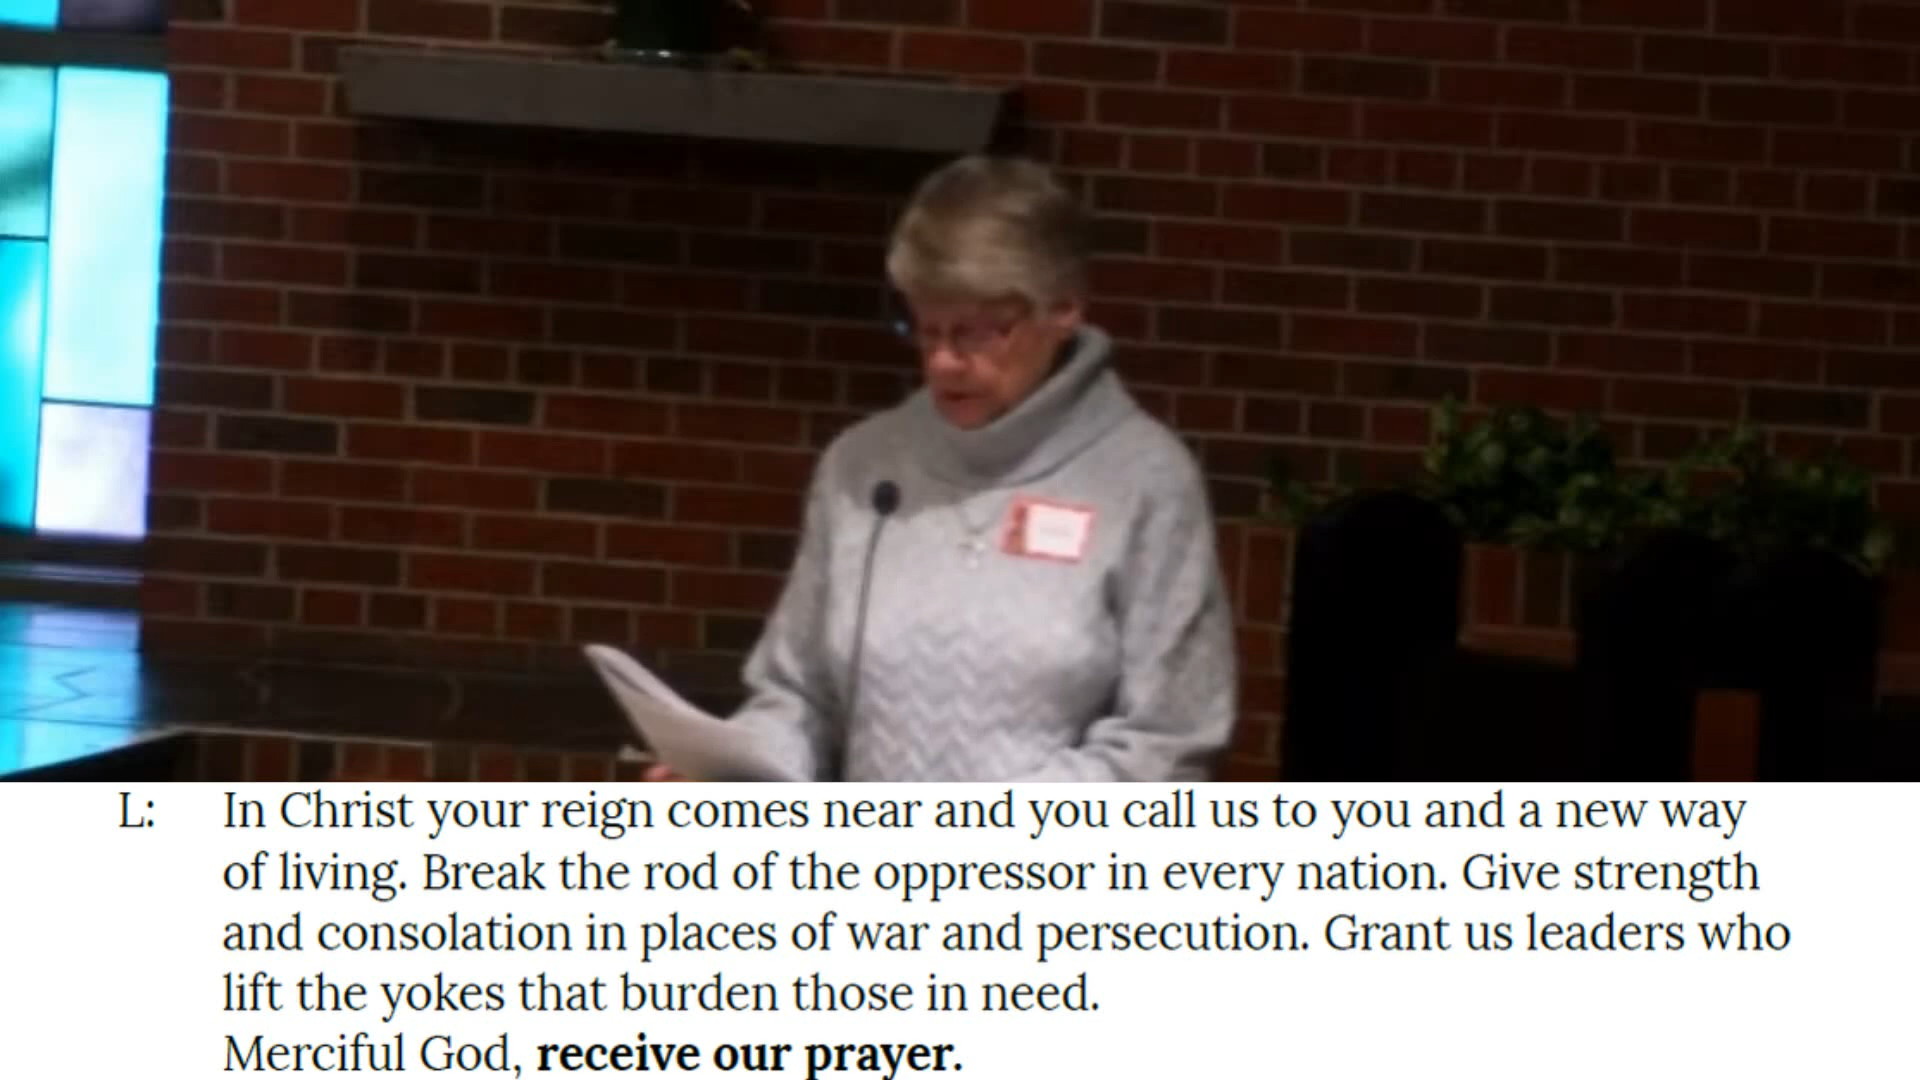 L: In Christ your reign comes near and you call us to you and a new way
of living. Break the rod of the oppressor in every nation. Give strength
and consolation in places of war and persecution. Grant us leaders who
lift the yokes that burden those in need.
Merciful God, receive our prayer.